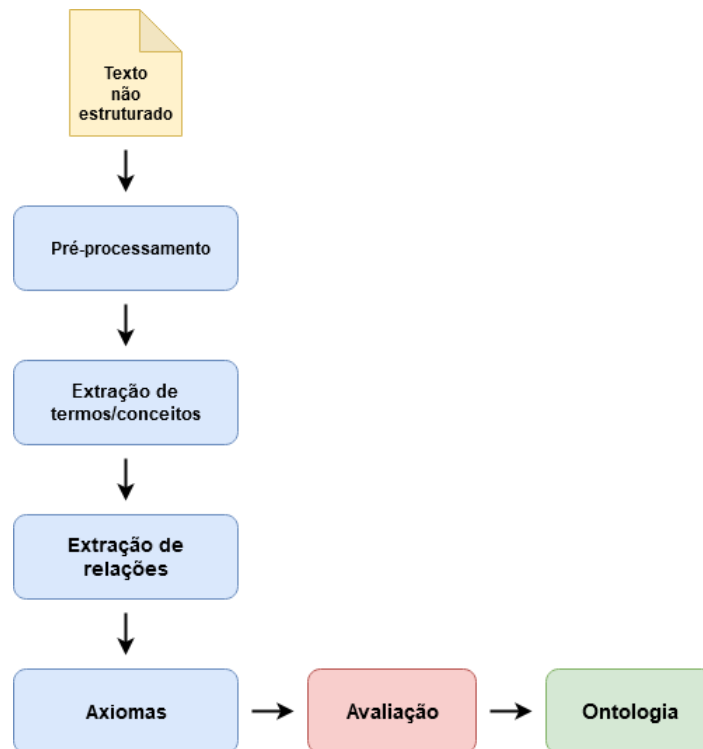 Texto
não
estruturado
Pré-processamento
Extração de
termos/conceitos
Extração de
relações
Axiomas
Avaliação
Ontologia